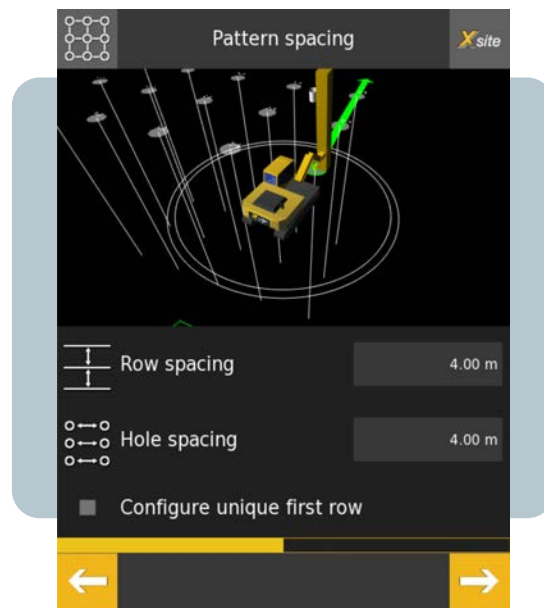 Pattern spacing
Xsite
Row spacing
4.00 m
Hole spacing
4.00 m
Configure unique first row